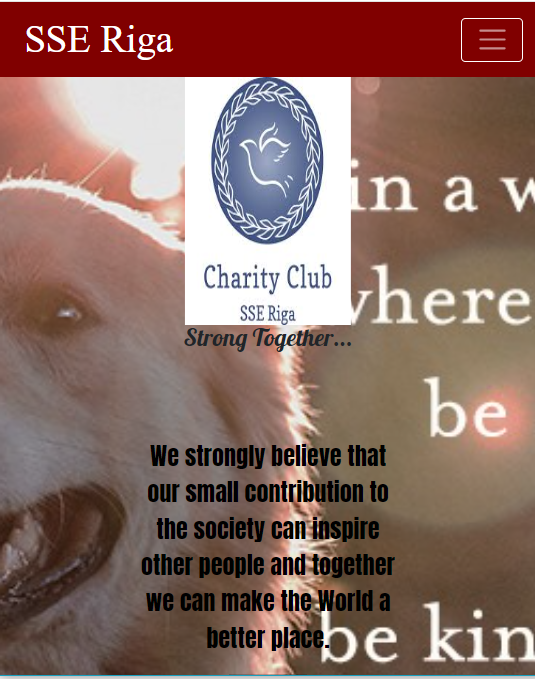 SSE Riga
in a w
Charity Club
where
SSE Riga
Strong Together...
be
We strongly believe that
our small contribution to
the society can inspire
other people and together
we can make the World a
better place.
be kin